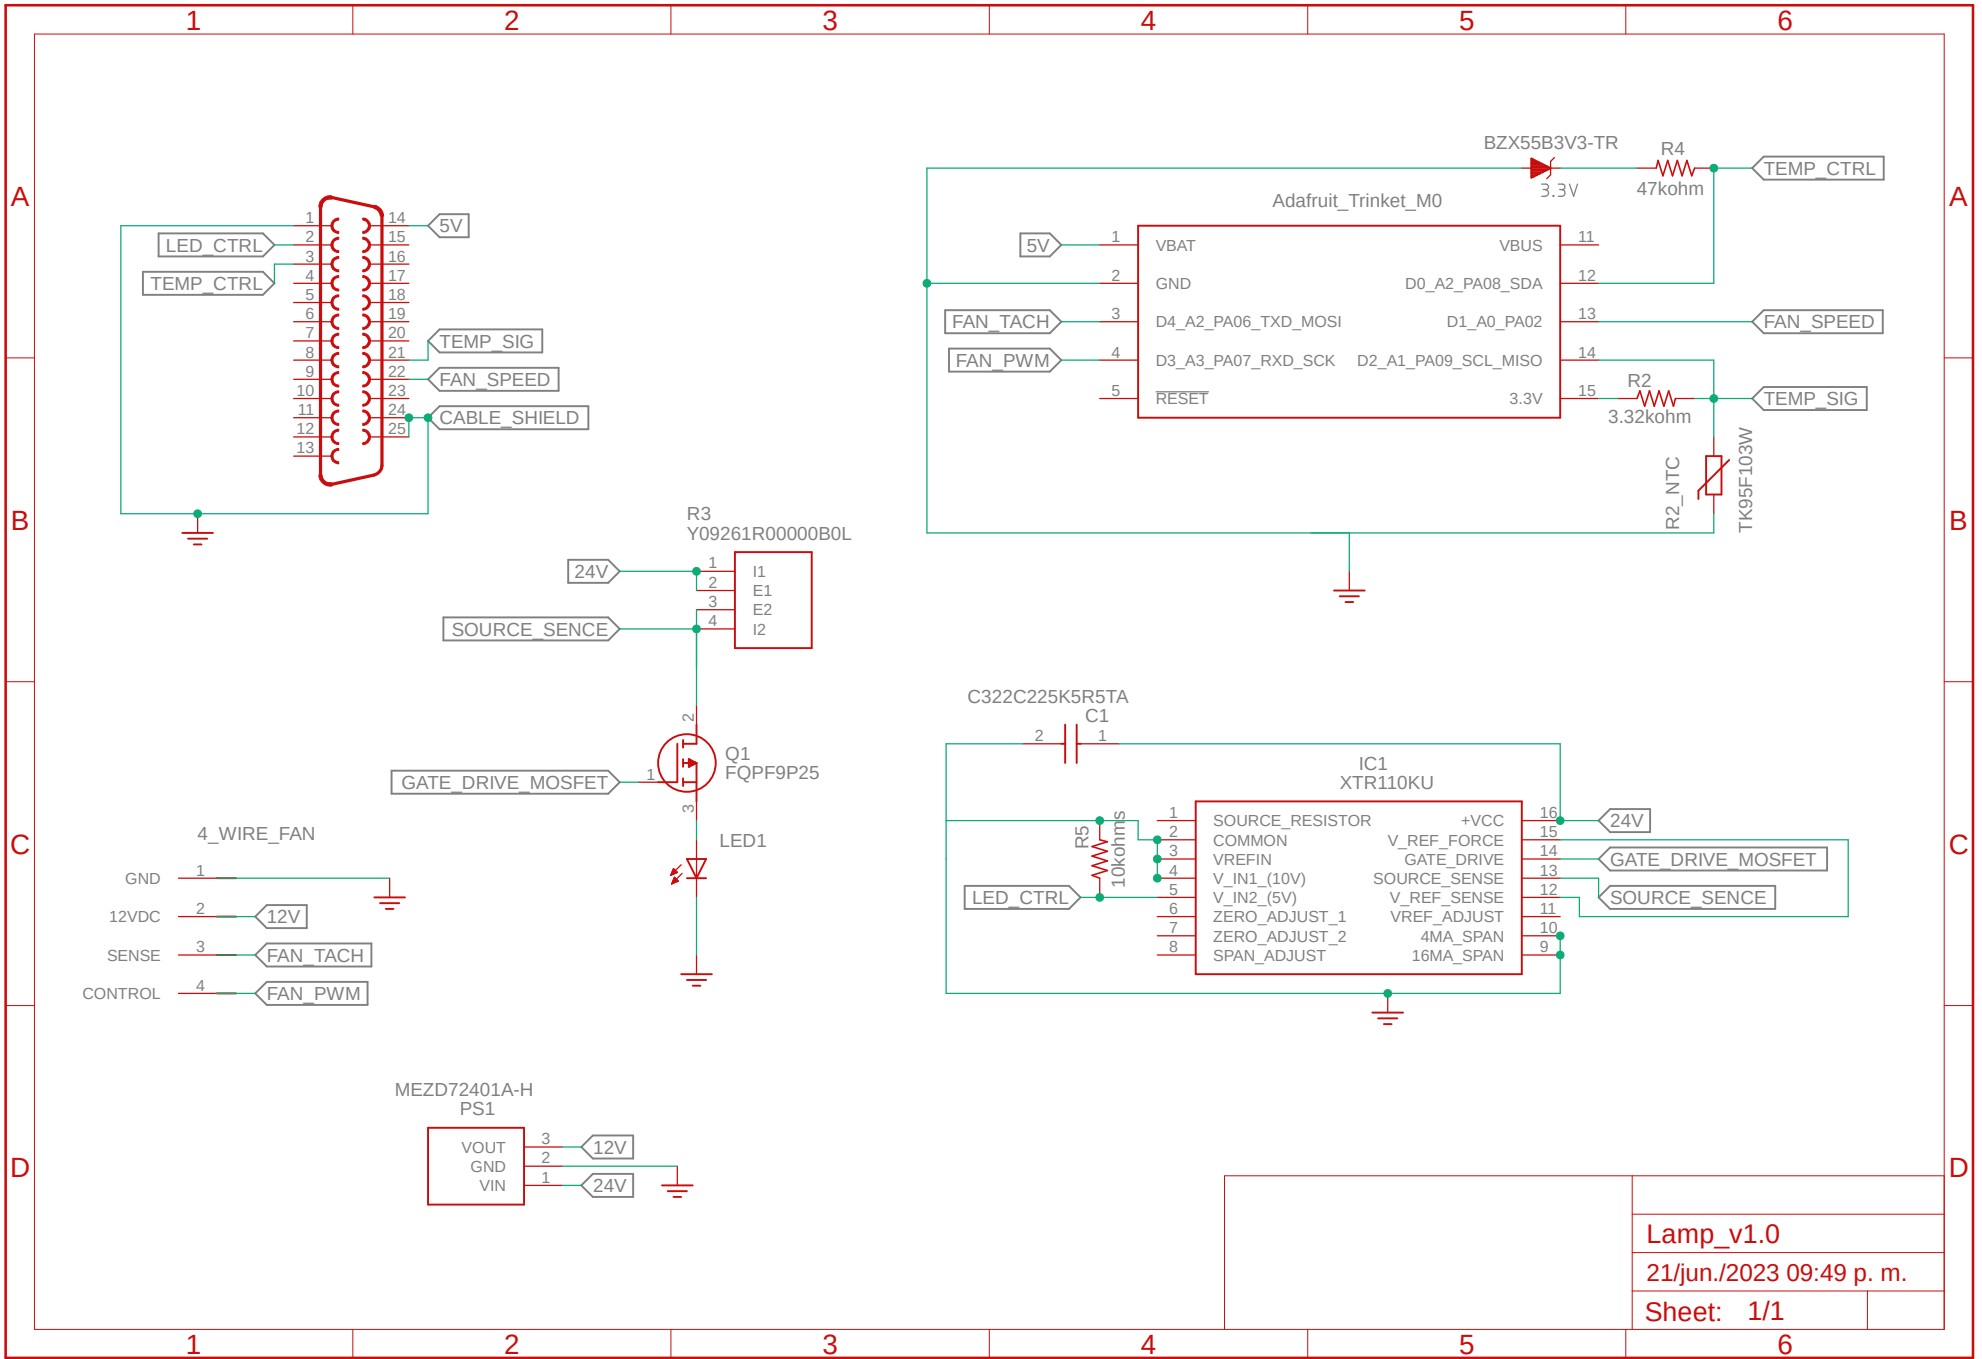 1 2 3 4 5 6
A
A
B
B
C
C
D
D
1
2
3
4
5
6
7
8
9
10
11
12
13
14
15
16
17
18
19
20
21
22
23
24
25
LED_CTRL
TEMP_CTRL
5V
TEMP_SIG
FAN_SPEED
CABLE_SHIELD
BZX55B3V3-TR
3.3V
R4
47kohm
TEMP_CTRL
Adafruit_Trinket_M0
5V
1 VBAT
2 GND
FAN_TACH
3 D4_A2_PA06_TXD_MOSI
FAN_PWM
4 D3_A3_PA07_RXD_SCK
5 RESET
VBUS 11
D0_A2_PA08_SDA 12
D1_A0_PA02 13
FAN_SPEED
D2_A1_PA09_SCL_MISO 14
3.3V 15
R2
3.32kohm
TEMP_SIG
R2_NTC
TK95F103W
R3
Y09261R00000B0L
24V
1 I1
2 E1
3 E2
4 I2
SOURCE_SENCE
2
GATE_DRIVE_MOSFET
1
3
Q1
FQPF9P25
LED1
C322C225K5R5TA
C1
2 1
IC1
XTR110KU
R5
10kohms
LED_CTRL
1 SOURCE_RESISTOR
2 COMMON
3 VREFIN
4 V_IN1_(10V)
5 V_IN2_(5V)
6 ZERO_ADJUST_1
7 ZERO_ADJUST_2
8 SPAN_ADJUST
+VCC 16
V_REF_FORCE 15
GATE_DRIVE 14
SOURCE_SENSE 13
V_REF_SENSE 12
VREF_ADJUST 11
4MA_SPAN 10
16MA_SPAN 9
24V
GATE_DRIVE_MOSFET
SOURCE_SENCE
4_WIRE_FAN
GND 1
12VDC 2 12V
SENSE 3 FAN_TACH
CONTROL 4 FAN_PWM
MEZD72401A-H
PS1
VOUT 3 12V
GND 2
VIN 1 24V
Lamp_v1.0
21/jun./2023 09:49 p. m.
Sheet: 1/1
1 2 3 4 5 6